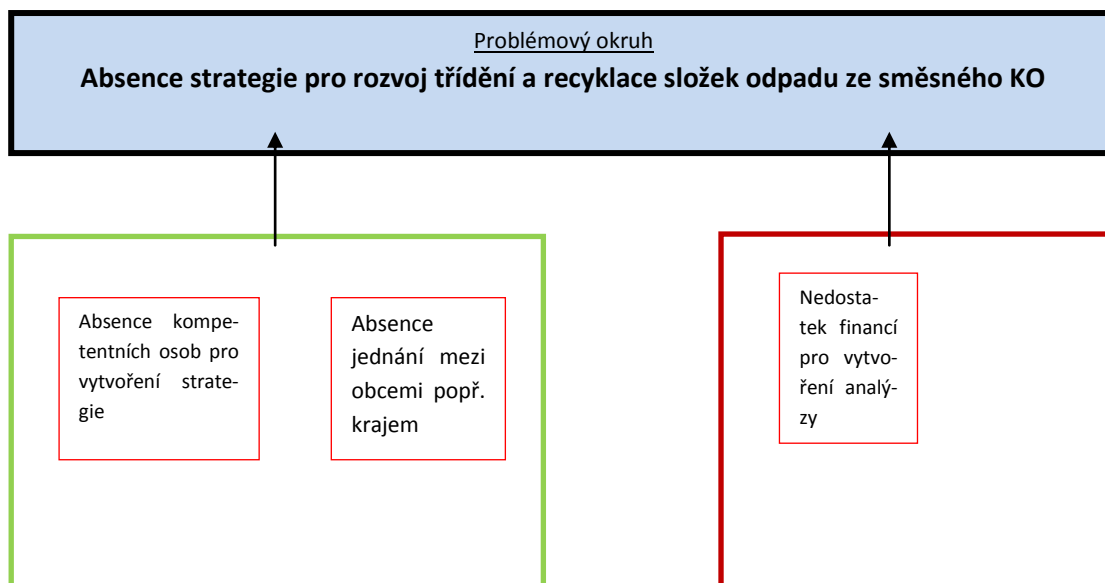 Problémový okruh
Absence strategie pro rozvoj třídění a recyklace složek odpadu ze směsného KO
Absence kompe-
tentních osob pro
vytvoření strate-
gie
Absence
jednání mezi
obcemi popř.
krajem
Nedosta-
tek financí
pro vytvo-
ření analý-
zy